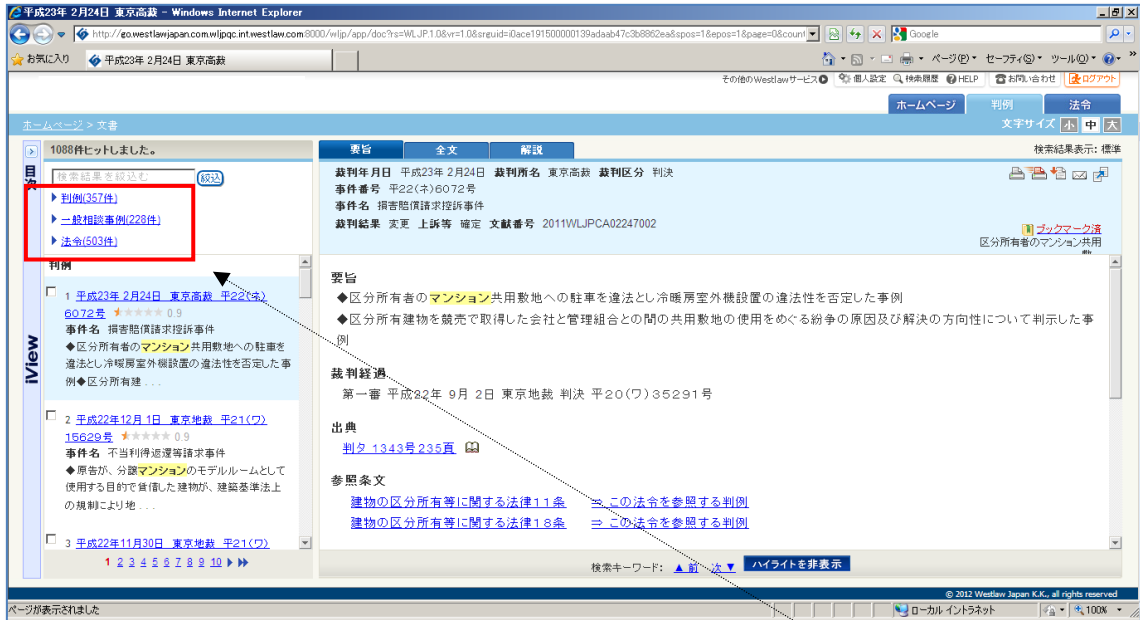 平成23年 2月24日 東京高裁 - Windows Internet Explorer
http://go.westlawjapan.com.wljpqc.int.westlaw.com:8000/wljp/app/doc?rs=WLJP.1.0&vr=1.0&sreuid=i0ace191500000139adaab47c3b8862ea&spos=1&epos=1&page=0&count
Google
お気に入り
平成23年 2月24日 東京高裁
ページ(P)
セーフティ(S)
ツール(O)
その他のWestlawサービス
個人設定
検索履歴
HELP
お問い合わせ
ログアウト
ホームページ
判例
法令
ホームページ > 文書
文字サイズ 小 中 大
目次
1088件ヒットしました。
検索結果を絞込む
絞込
判例(357件)
一般相談事例(228件)
法令(503件)
判例
1 平成23年 2月24日 東京高裁 平22(ネ)
6072号 ★★★★★ 0.9
事件名 損害賠償請求控訴事件
◆区分所有者のマンション共用敷地への駐車を
違法とし冷暖房室外機設置の違法性を否定した事
例◆区分所有建 . . .
2 平成22年12月 1日 東京地裁 平21(ワ)
15629号 ★★★★★ 0.9
事件名 不当利得返還等請求事件
◆原告が、分譲マンションのモデルルームとして
使用する目的で賃借した建物が、建築基準法上
の規制により地 . . .
3 平成22年11月30日 東京地裁 平21(ワ)
1 2 3 4 5 6 7 8 9 10
iView
要旨
全文
解説
検索結果表示: 標準
裁判年月日 平成23年 2月24日 裁判所名 東京高裁 裁判区分 判決
事件番号 平22(ネ)6072号
事件名 損害賠償請求控訴事件
裁判結果 変更 上訴等 確定 文献番号 2011WLJPCA02247002
ブックマーク済
区分所有者のマンション共用
要旨
◆区分所有者のマンション共用敷地への駐車を違法とし冷暖房室外機設置の違法性を否定した事例
◆区分所有建物を競売で取得した会社と管理組合との間の共用敷地の使用をめぐる紛争の原因及び解決の方向性について判示した事
例
裁判経過
第一審 平成22年 9月 2日 東京地裁 判決 平20(ワ)35291号
出典
判タ 1343号235頁
参照条文
建物の区分所有等に関する法律11条 ⇒ この法令を参照する判例
建物の区分所有等に関する法律18条 ⇒ この法令を参照する判例
検索キーワード: ▲ 前 次 ▼ ハイライトを非表示
© 2012 Westlaw Japan K.K., all rights reserved
ページが表示されました
ローカル イントラネット
100%